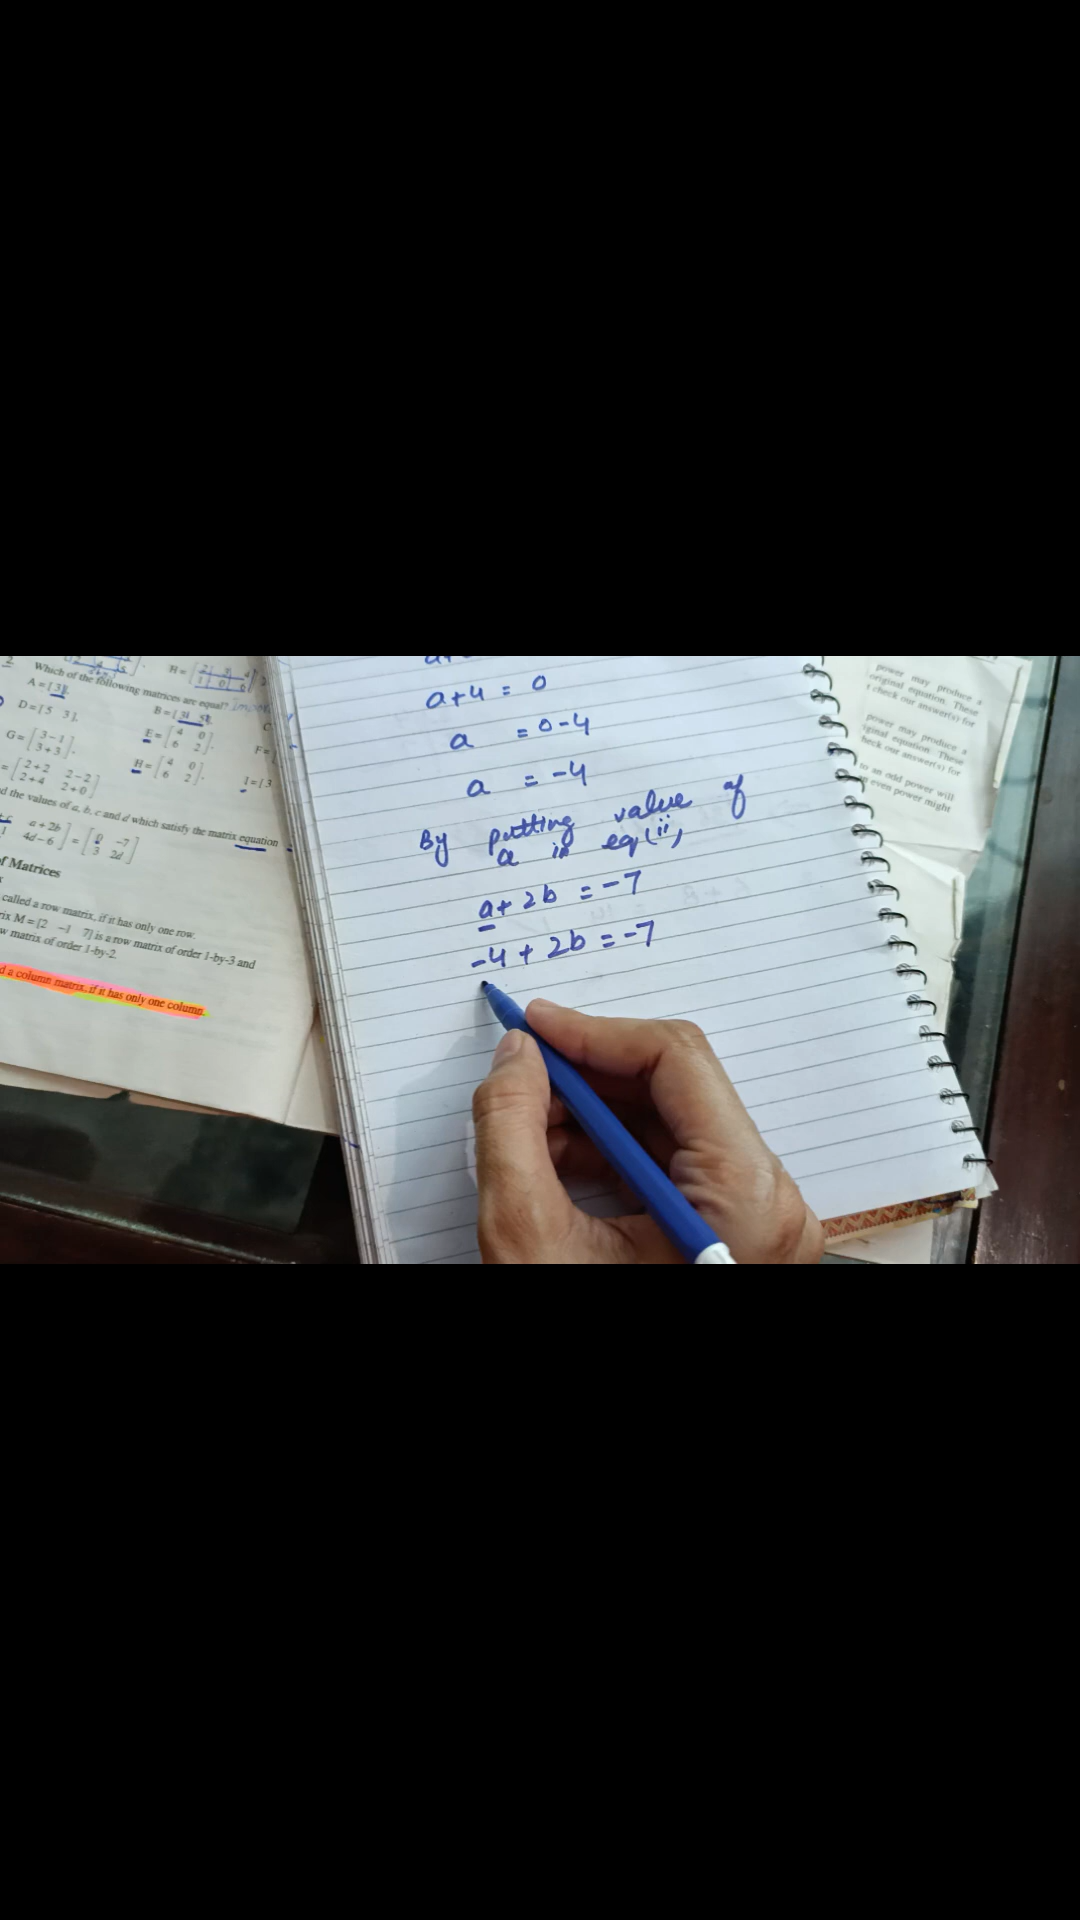 2.
Which of the following matrices are equal?
A = [3],
B = [3 5],
D = [5 3],
E = [4 0
6 2],
G = [3-1
3+3],
H = [4 0
6 2],
I = [3
= [2+2 2-2
2+4 2+0]
d the values of a, b, c and d which satisfy the matrix equation
a+2b
4d-6] = [0 -7
3 2d]
f Matrices
called a row matrix, if it has only one row.
rix M = [2 -1 7] is a row matrix of order 1-by-3 and
w matrix of order 1-by-2.
d a column matrix, if it has only one column.
a+4 = 0
a = 0-4
a = -4
By putting value of
a in eq(ii)
a+2b = -7
-4+2b = -7
power may produce a
original equation. These
t check our answer(s) for
power may produce a
ginal equation. These
heck our answer(s) for
to an odd power will
even power might